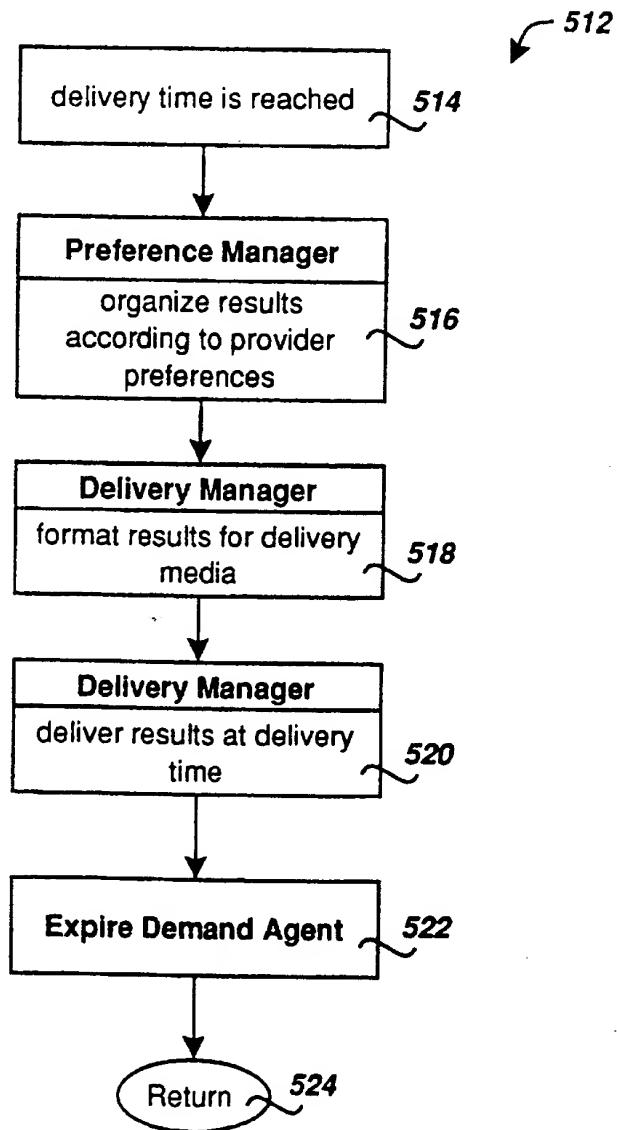 512
delivery time is reached
514
Preference Manager
organize results
according to provider
preferences
516
Delivery Manager
format results for delivery
media
518
Delivery Manager
deliver results at delivery
time
520
Expire Demand Agent
522
Return
524